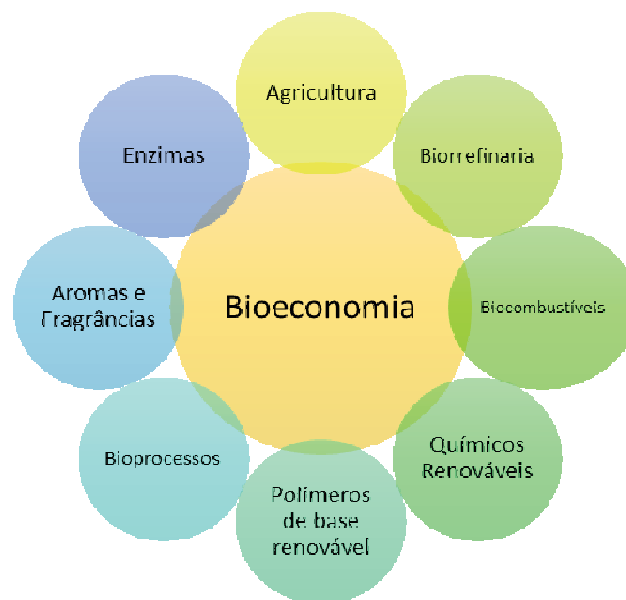 Agricultura
Enzimas
Biorrefinaria
Aromas e
Fragrâncias
Bioeconomia
Biocombustíveis
Bioprocessos
Químicos
Renováveis
Polímeros
de base
renovável